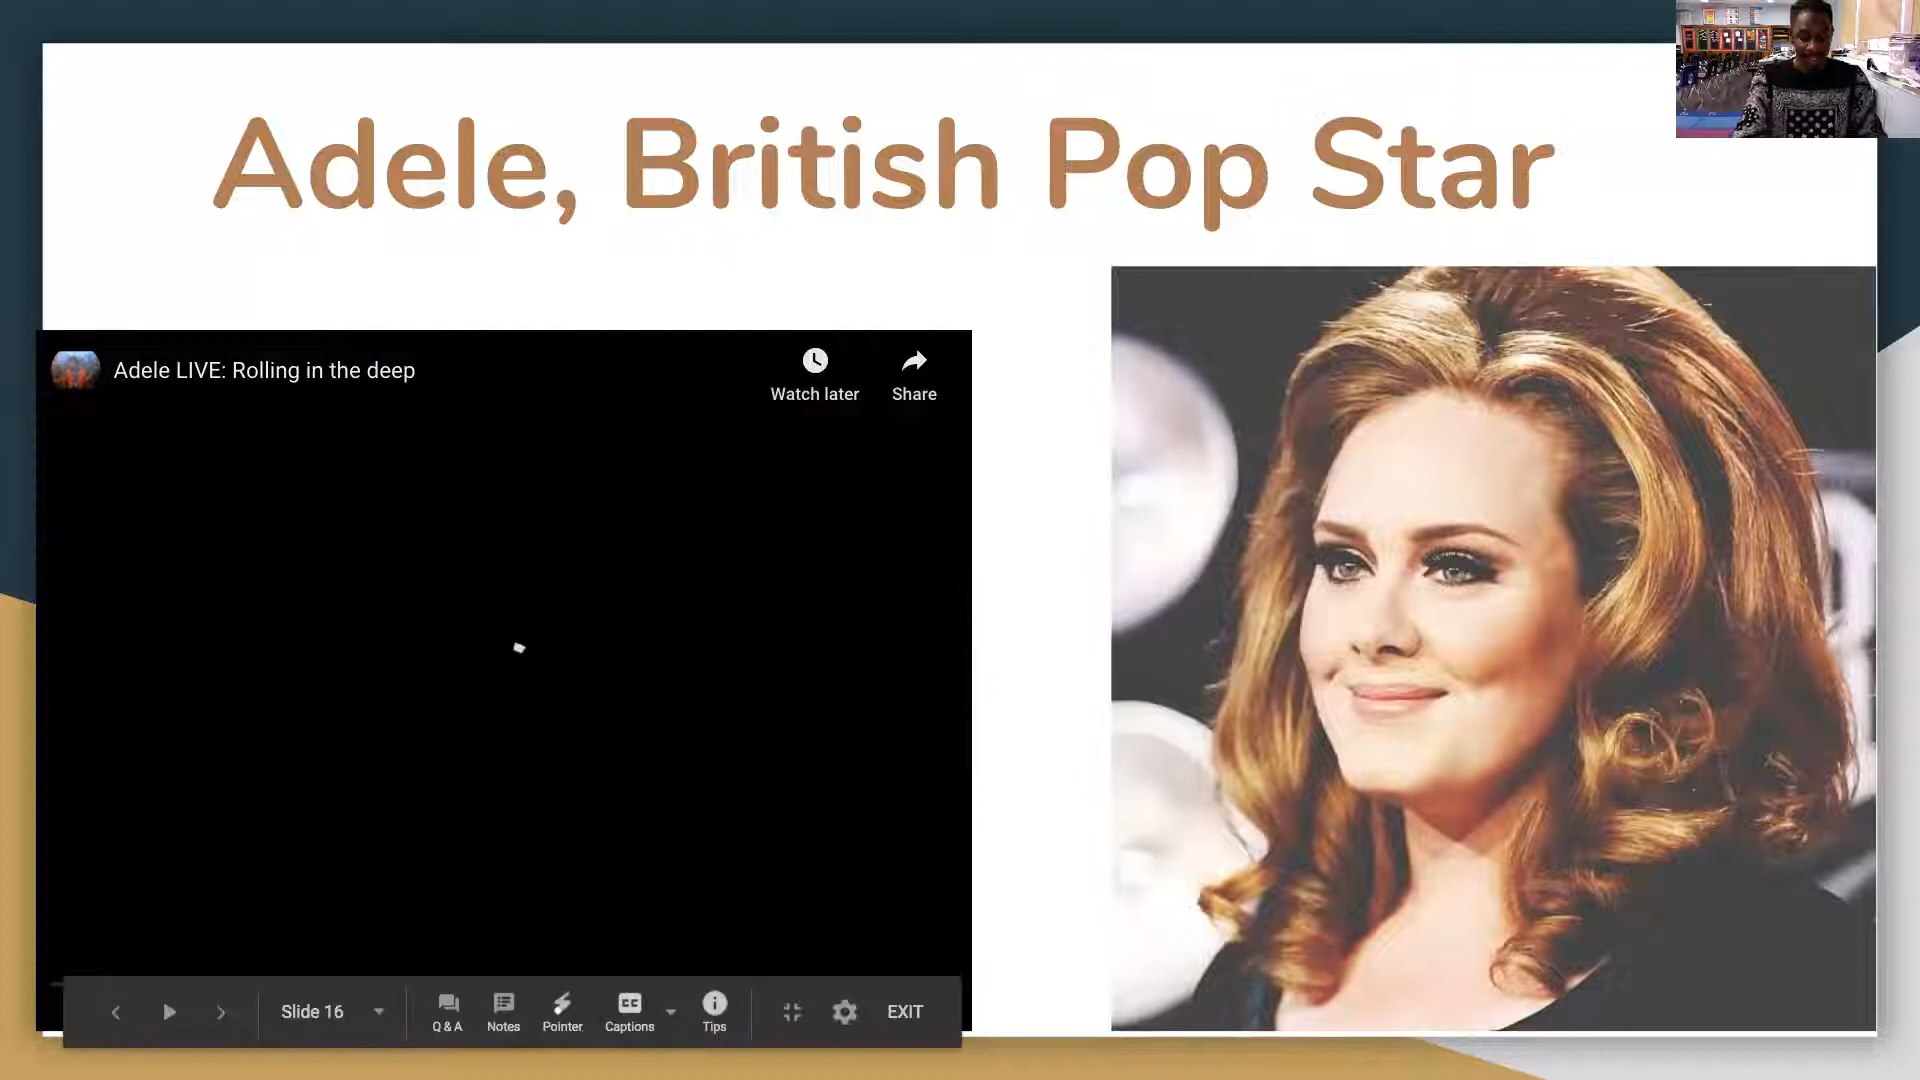 Adele, British Pop Star
Adele LIVE: Rolling in the deep
Watch later
Share
Slide 16
Q & A
Notes
Pointer
CC
Captions
Tips
EXIT